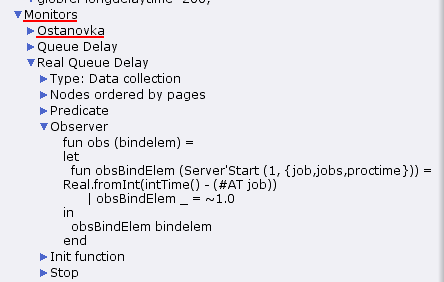 globref longdelaytime = 200;
Monitors
Ostanovka
Queue Delay
Real Queue Delay
Type: Data collection
Nodes ordered by pages
Predicate
Observer
fun obs (bindelem) =
let
fun obsBindElem (Server'Start (1, {job,jobs,proctime})) =
Real.fromInt(intTime() - (#AT job))
| obsBindElem _ = ~1.0
in
obsBindElem bindelem
end
Init function
Stop